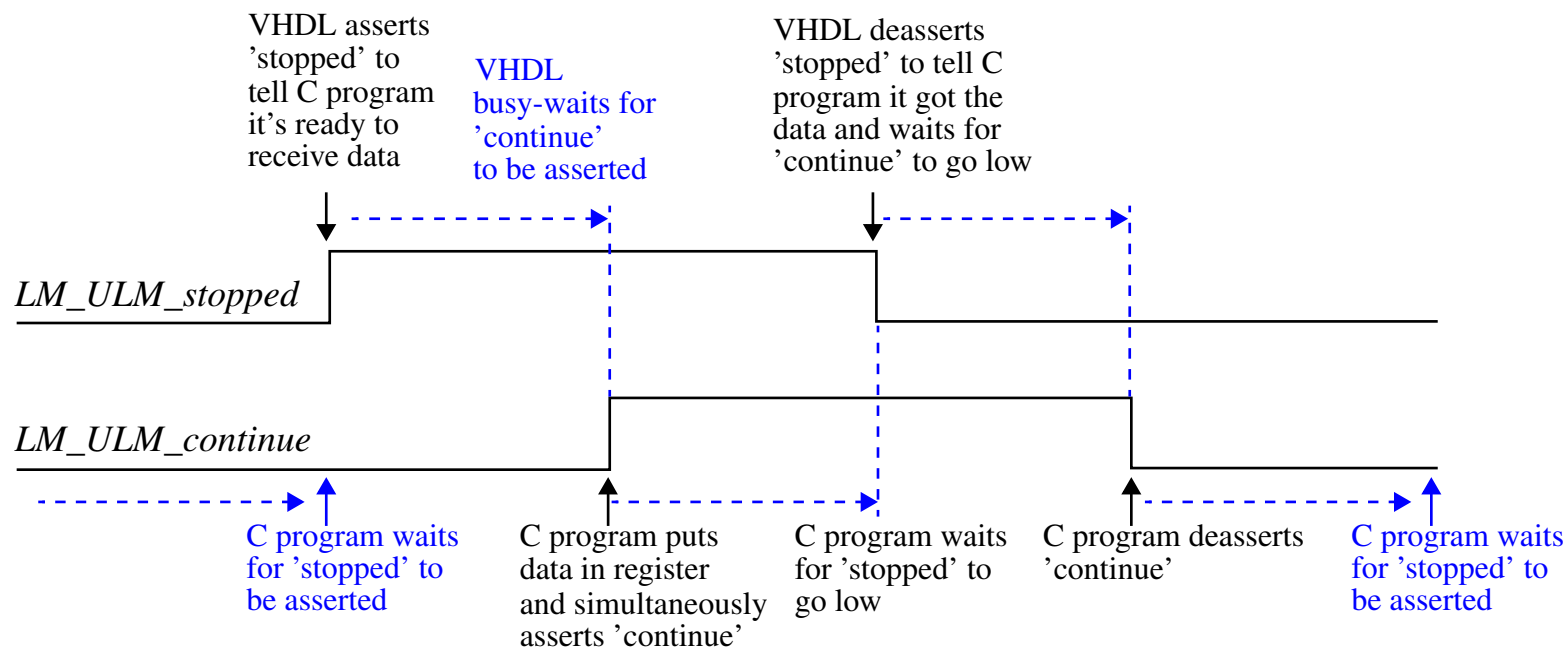 VHDL asserts
’stopped’ to
tell C program
it's ready to
receive data
VHDL
busy-waits for
’continue’
to be asserted
VHDL deasserts
’stopped’ to tell C
program it got the
data and waits for
’continue’ to go low
LM_ULM_stopped
LM_ULM_continue
C program waits
for ’stopped’ to
be asserted
C program puts
data in register
and simultaneously
asserts ’continue’
C program waits
for ’stopped’ to
go low
C program deasserts
’continue’
C program waits
for ’stopped’ to
be asserted